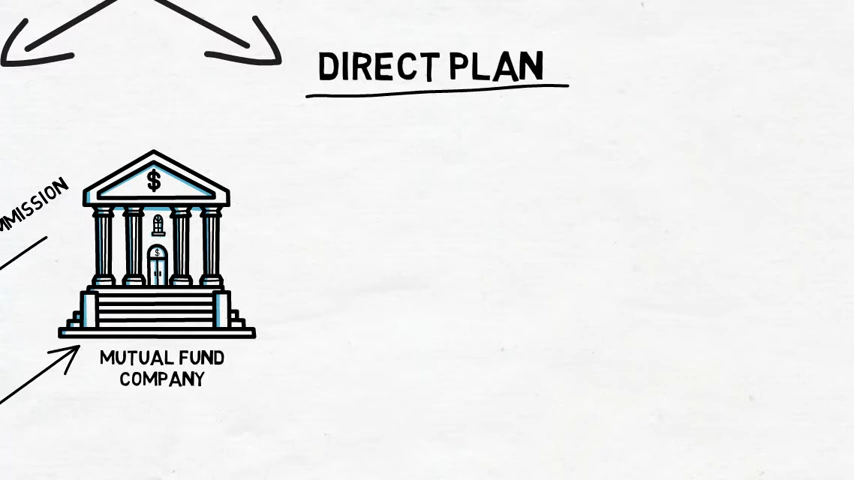 DIRECT PLAN
$
$
MUTUAL FUND
COMPANY